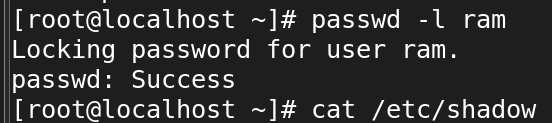 [root@localhost ~]# passwd -l ram
Locking password for user ram.
passwd: Success
[root@localhost ~]# cat /etc/shadow